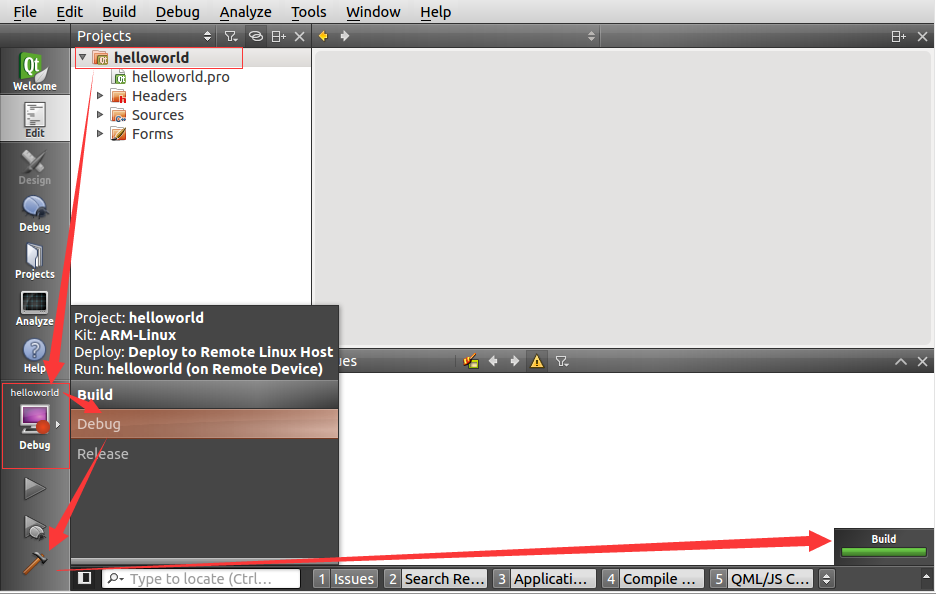 File Edit Build Debug Analyze Tools Window Help
Projects
Qt
Welcome
Edit
Design
Debug
Projects
Analyze
Help
helloworld
helloworld.pro
Headers
Sources
Forms
Project: helloworld
Kit: ARM-Linux
Deploy: Deploy to Remote Linux Host
Run: helloworld (on Remote Device)
ues
Build
Debug
Release
helloworld
Debug
Build
Type to locate (Ctrl... 1 Issues 2 Search Re... 3 Applicati... 4 Compile ... 5 QML/JS C...